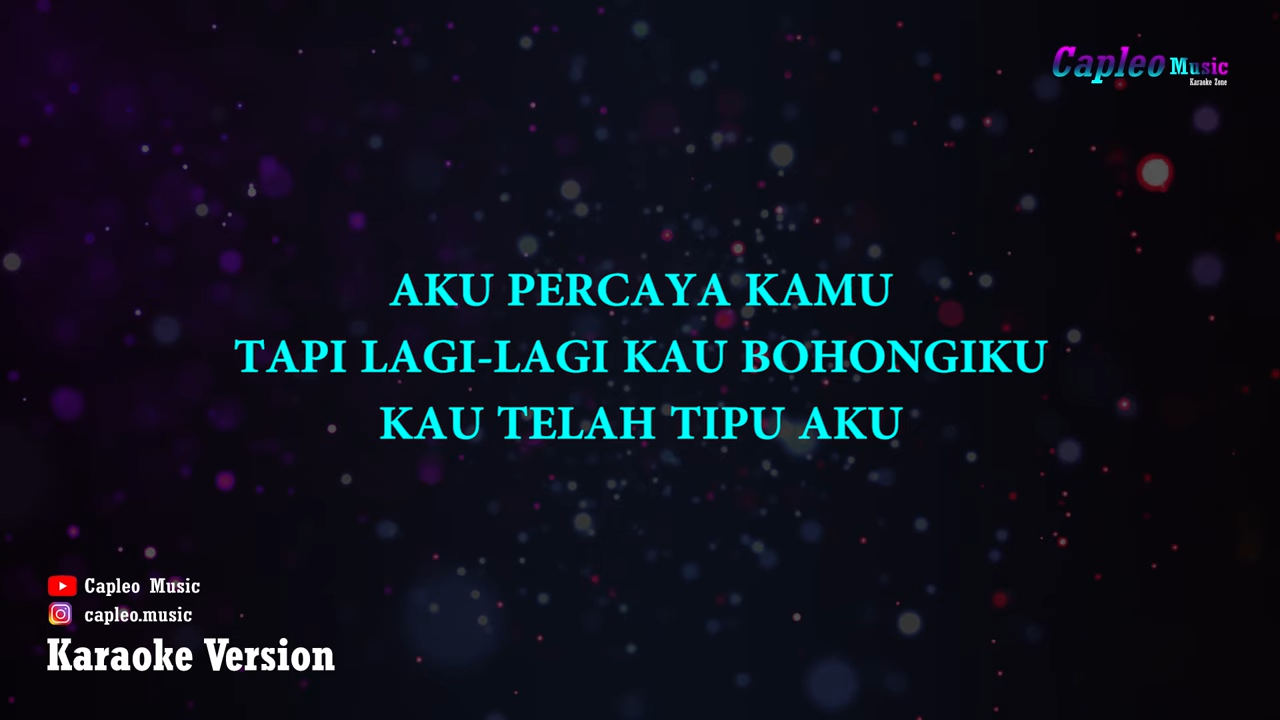 Capleo Music
Karaoke Zone
AKU PERCAYA KAMU
TAPI LAGI-LAGI KAU BOHONGIKU
KAU TELAH TIPU AKU
Capleo Music
capleo.music
Karaoke Version